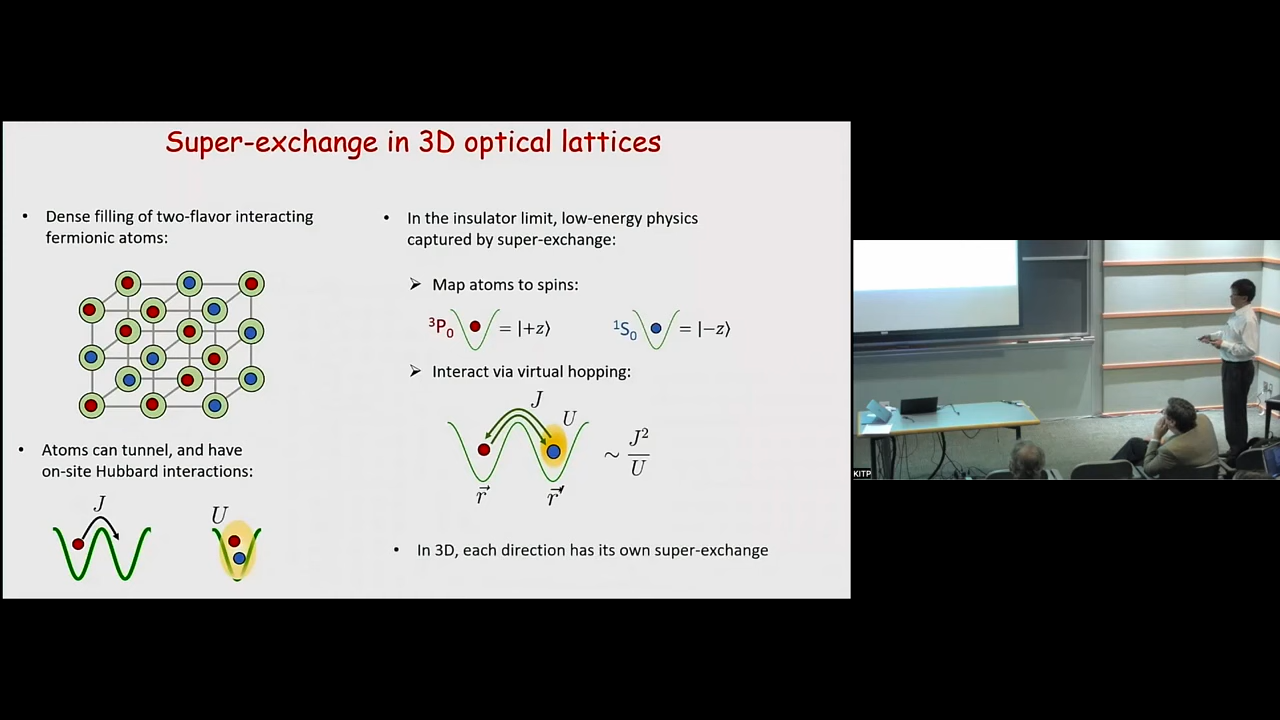 Super-exchange in 3D optical lattices
• Dense filling of two-flavor interacting
fermionic atoms:
• Atoms can tunnel, and have
on-site Hubbard interactions:
J
U
• In the insulator limit, low-energy physics
captured by super-exchange:
➢ Map atoms to spins:
³P₀ = |+z⟩
¹S₀ = |−z⟩
➢ Interact via virtual hopping:
J
U
∼ J²/U
r⃗
r⃗′
• In 3D, each direction has its own super-exchange
KITP